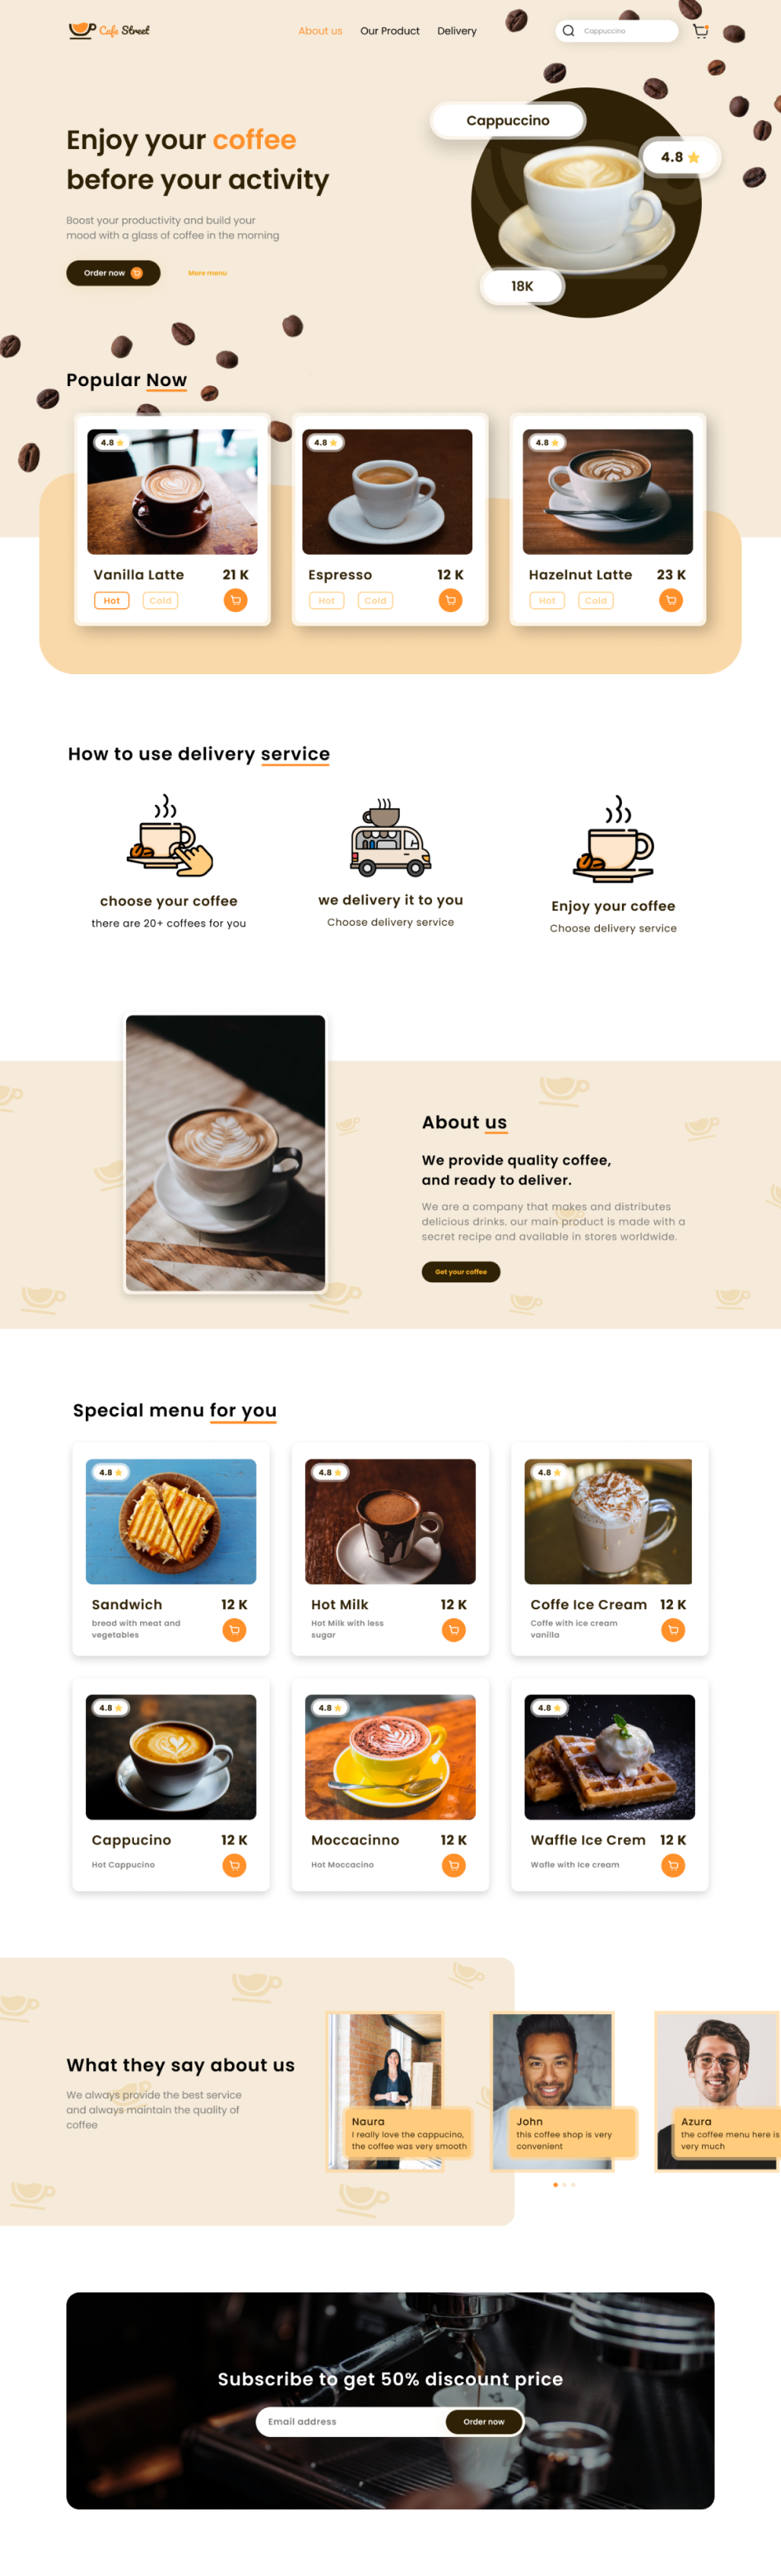 Cafe Street
About us
Our Product
Delivery
Cappuccino
Enjoy your coffee
before your activity
Boost your productivity and build your
mood with a glass of coffee in the morning
Order now
More menu
Cappuccino
4.8
18K
Popular Now
4.8
Vanilla Latte 21 K
Hot Cold
4.8
Espresso 12 K
Hot Cold
4.8
Hazelnut Latte 23 K
Hot Cold
How to use delivery service
choose your coffee
there are 20+ coffees for you
we delivery it to you
Choose delivery service
Enjoy your coffee
Choose delivery service
About us
We provide quality coffee,
and ready to deliver.
We are a company that makes and distributes
delicious drinks. our main product is made with a
secret recipe and available in stores worldwide.
Get your coffee
Special menu for you
4.8
Sandwich 12 K
bread with meat and
vegetables
4.8
Hot Milk 12 K
Hot Milk with less
sugar
4.8
Coffe Ice Cream 12 K
Coffe with ice cream
vanilla
4.8
Cappucino 12 K
Hot Cappucino
4.8
Moccacinno 12 K
Hot Moccacino
4.8
Waffle Ice Crem 12 K
Wafle with Ice cream
What they say about us
We always provide the best service
and always maintain the quality of
coffee
Naura
I really love the cappucino,
the coffee was very smooth
John
this coffee shop is very
convenient
Azura
the coffee menu here is
very much
Subscribe to get 50% discount price
Email address
Order now